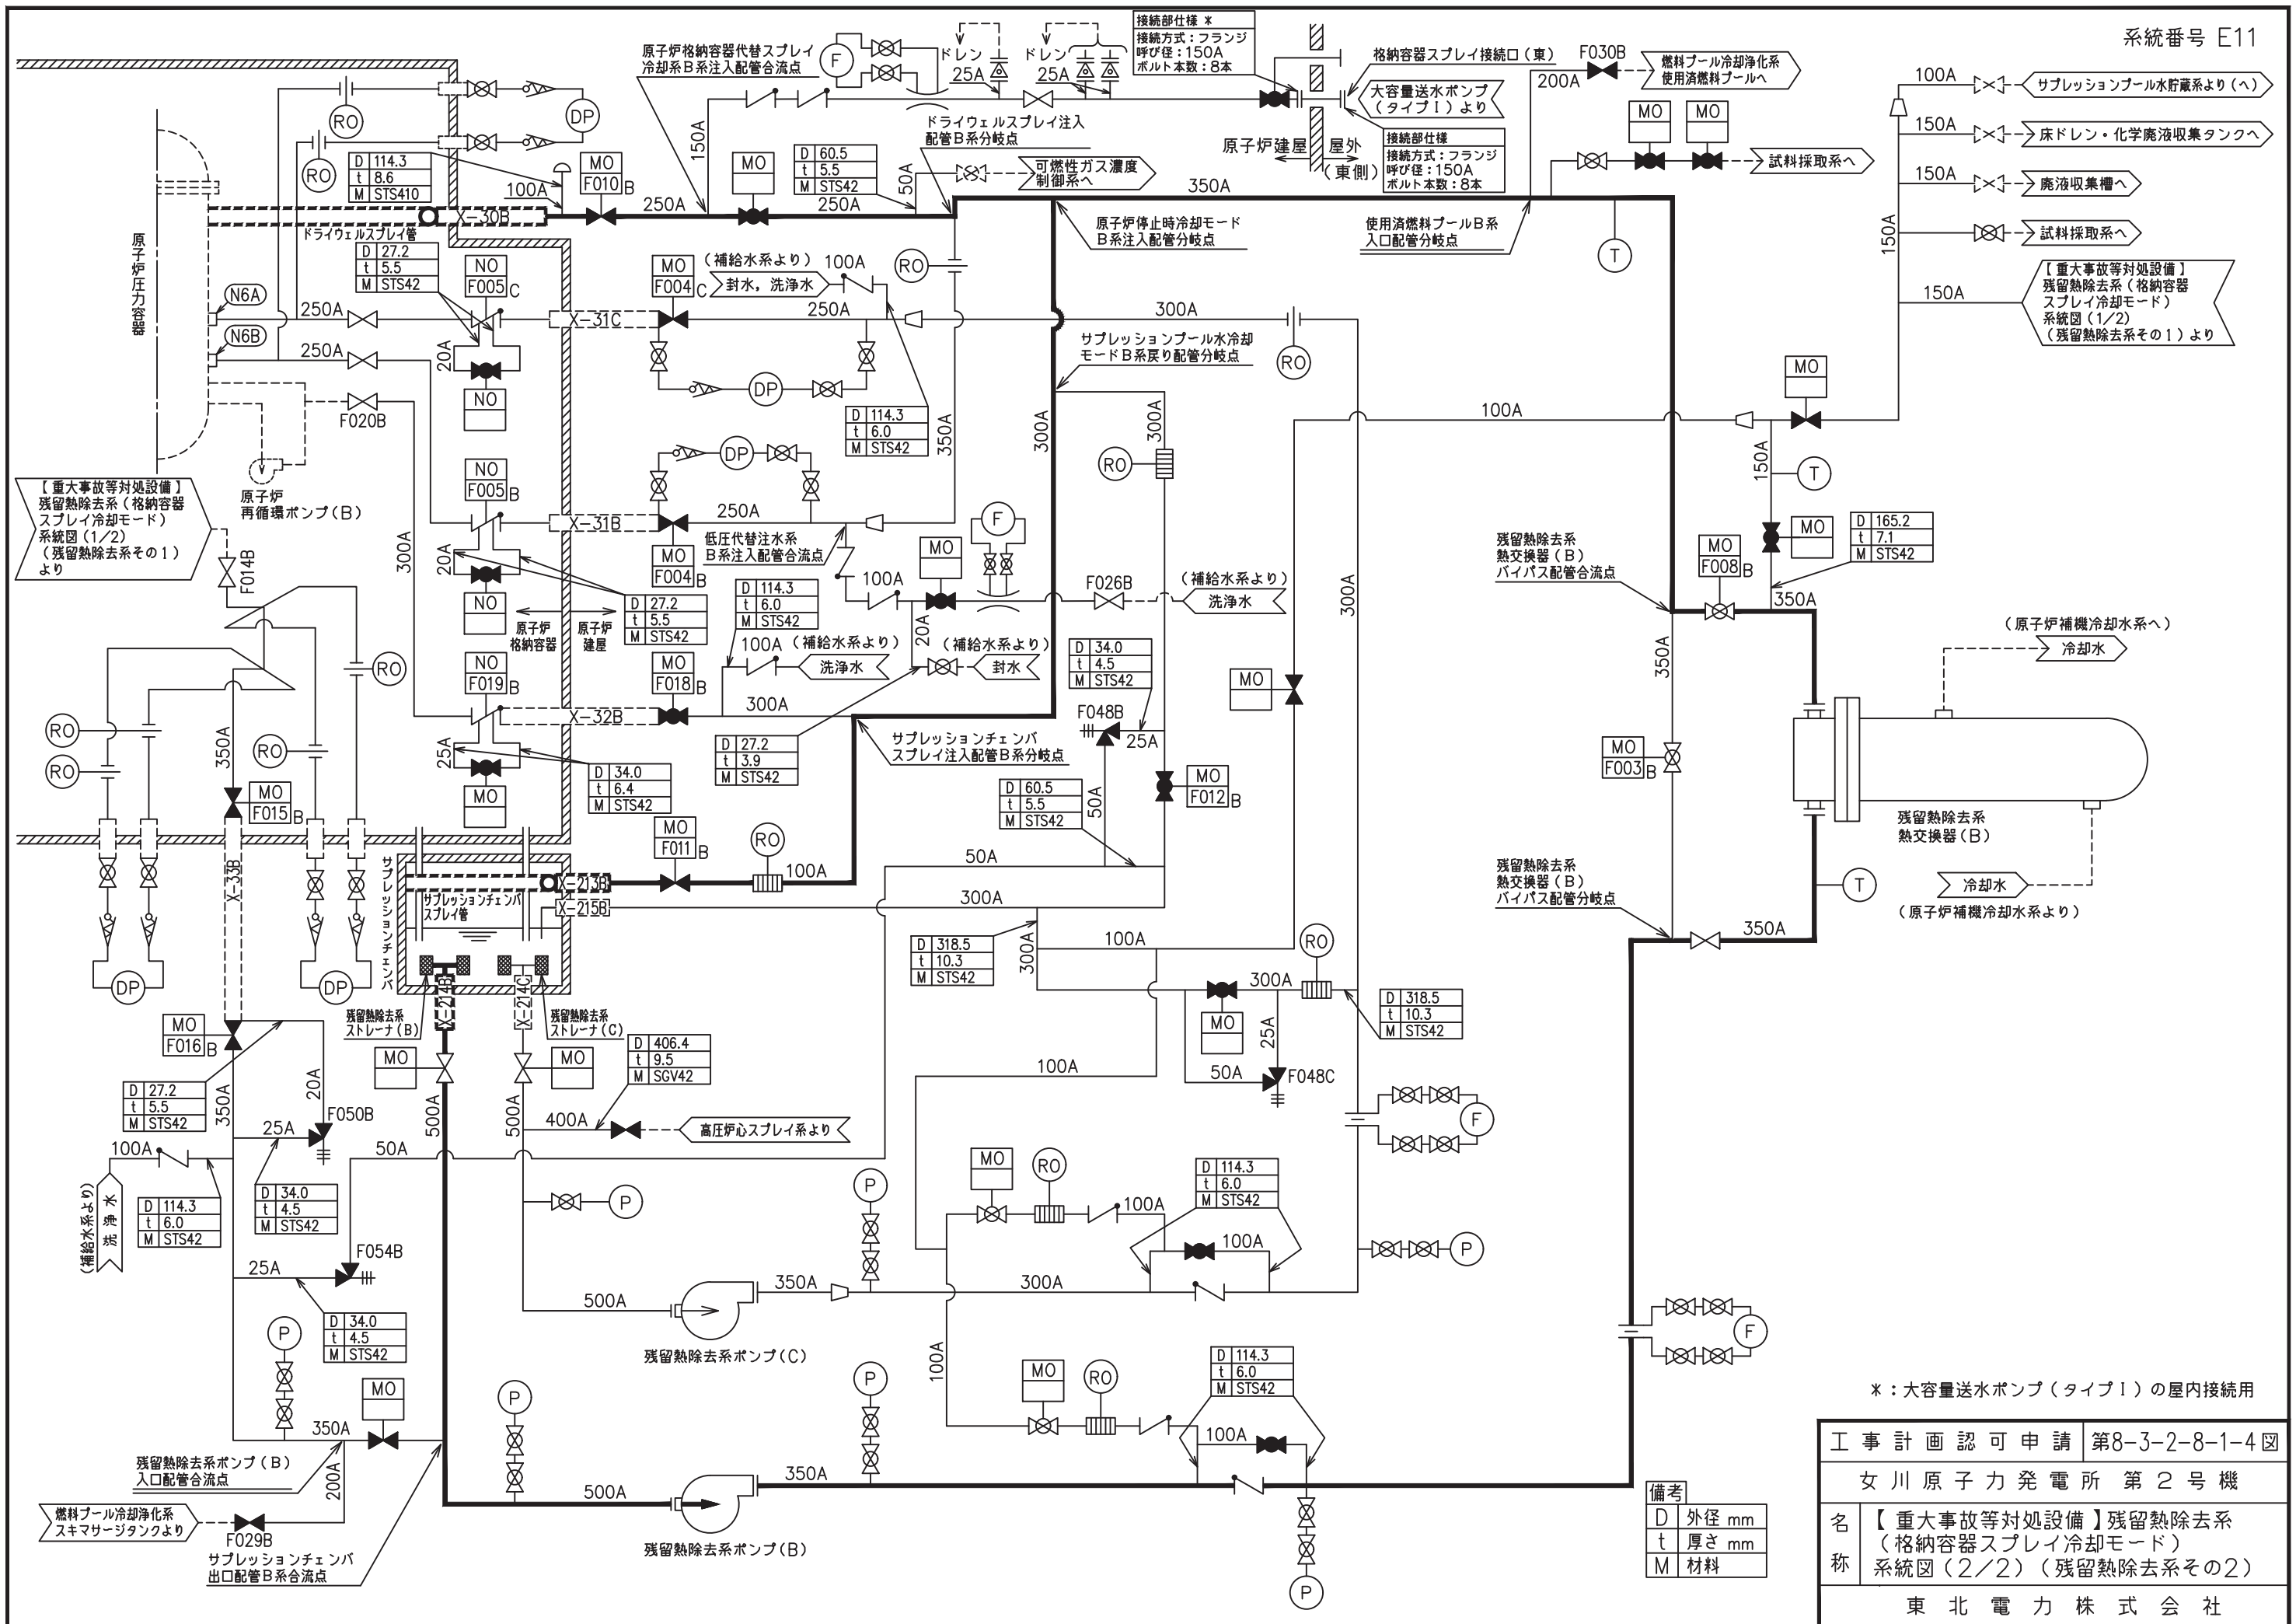 系統番号 E11
原子炉格納容器代替スプレイ
冷却系B系注入配管合流点
F
ドレン
25A
ドレン
25A
接続部仕様 *
接続方式：フランジ
呼び径：150A
ボルト本数：8本
格納容器スプレイ接続口（東）
大容量送水ポンプ
（タイプI）より
接続部仕様
接続方式：フランジ
呼び径：150A
ボルト本数：8本
原子炉建屋
屋外
（東側）
F030B
200A
燃料プール冷却浄化系
使用済燃料プールへ
MO
MO
試料採取系へ
100A
サプレッションプール水貯蔵系より（へ）
150A
床ドレン・化学廃液収集タンクへ
150A
廃液収集槽へ
試料採取系へ
150A
150A
【重大事故等対処設備】
残留熱除去系（格納容器
スプレイ冷却モード）
系統図（1/2）
（残留熱除去系その1）より
RO
RO
DP
D 114.3
t 8.6
M STS410
100A
MO
F010B
150A
MO
D 60.5
t 5.5
M STS42
50A
ドライウェルスプレイ注入
配管B系分岐点
可燃性ガス濃度
制御系へ
350A
X-30B
250A
250A
ドライウェルスプレイ管
原子炉圧力容器
D 27.2
t 5.5
M STS42
N6A
N6B
250A
250A
NO
F005C
20A
NO
F020B
X-31C
MO
F004C
（補給水系より）
封水，洗浄水
100A
250A
RO
原子炉停止時冷却モード
B系注入配管分岐点
使用済燃料プールB系
入口配管分岐点
T
300A
サプレッションプール水冷却
モードB系戻り配管分岐点
RO
DP
D 114.3
t 6.0
M STS42
350A
300A
300A
RO
100A
MO
150A
T
MO
D 165.2
t 7.1
M STS42
原子炉
再循環ポンプ（B）
【重大事故等対処設備】
残留熱除去系（格納容器
スプレイ冷却モード）
系統図（1/2）
（残留熱除去系その1）
より
F014B
300A
NO
F005B
20A
NO
X-31B
DP
250A
MO
F004B
低圧代替注水系
B系注入配管合流点
F
MO
100A
F026B
（補給水系より）
洗浄水
原子炉
格納容器
原子炉
建屋
D 27.2
t 5.5
M STS42
D 114.3
t 6.0
M STS42
100A
（補給水系より）
洗浄水
20A
（補給水系より）
封水
300A
残留熱除去系
熱交換器（B）
バイパス配管合流点
MO
F008B
350A
350A
（原子炉補機冷却水系へ）
冷却水
RO
NO
F019B
X-32B
MO
F018B
300A
25A
MO
D 34.0
t 6.4
M STS42
D 27.2
t 3.9
M STS42
サプレッションチェンバ
スプレイ注入配管B系分岐点
D 34.0
t 4.5
M STS42
F048B
25A
50A
MO
F012B
D 60.5
t 5.5
M STS42
MO
MO
F003B
残留熱除去系
熱交換器（B）
RO
RO
RO
350A
MO
F015B
X-33B
DP
DP
MO
F011B
RO
100A
サプレッションチェンバ
サプレッションチェンバ
スプレイ管
X-213B
X-215B
50A
300A
残留熱除去系
熱交換器（B）
バイパス配管分岐点
T
冷却水
（原子炉補機冷却水系より）
350A
D 318.5
t 10.3
M STS42
300A
100A
RO
300A
MO
25A
50A
F048C
D 318.5
t 10.3
M STS42
MO
F016B
残留熱除去系
ストレーナ（B）
X-214B
X-214C
残留熱除去系
ストレーナ（C）
MO
MO
D 406.4
t 9.5
M SGV42
500A
500A
400A
高圧炉心スプレイ系より
D 27.2
t 5.5
M STS42
350A
20A
F050B
25A
100A
50A
（補給水系より）
洗浄水
D 114.3
t 6.0
M STS42
D 34.0
t 4.5
M STS42
F054B
25A
D 34.0
t 4.5
M STS42
P
P
P
100A
MO
RO
100A
D 114.3
t 6.0
M STS42
100A
F
P
500A
350A
300A
残留熱除去系ポンプ（C）
P
350A
MO
残留熱除去系ポンプ（B）
入口配管合流点
200A
燃料プール冷却浄化系
スキマサージタンクより
F029B
サプレッションチェンバ
出口配管B系合流点
P
P
500A
350A
残留熱除去系ポンプ（B）
100A
MO
RO
D 114.3
t 6.0
M STS42
100A
P
F
*：大容量送水ポンプ（タイプI）の屋内接続用
備考
D 外径 mm
t 厚さ mm
M 材料
工事計画認可申請 第8-3-2-8-1-4図
女川原子力発電所 第2号機
名称
【重大事故等対処設備】残留熱除去系
（格納容器スプレイ冷却モード）
系統図（2/2）（残留熱除去系その2）
東北電力株式会社